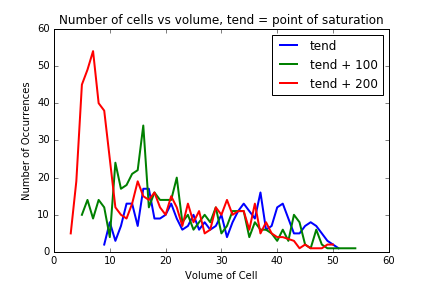 Number of cells vs volume, tend = point of saturation
60
50
40
30
20
10
0
Number of Occurrences
tend
tend + 100
tend + 200
0 10 20 30 40 50 60
Volume of Cell